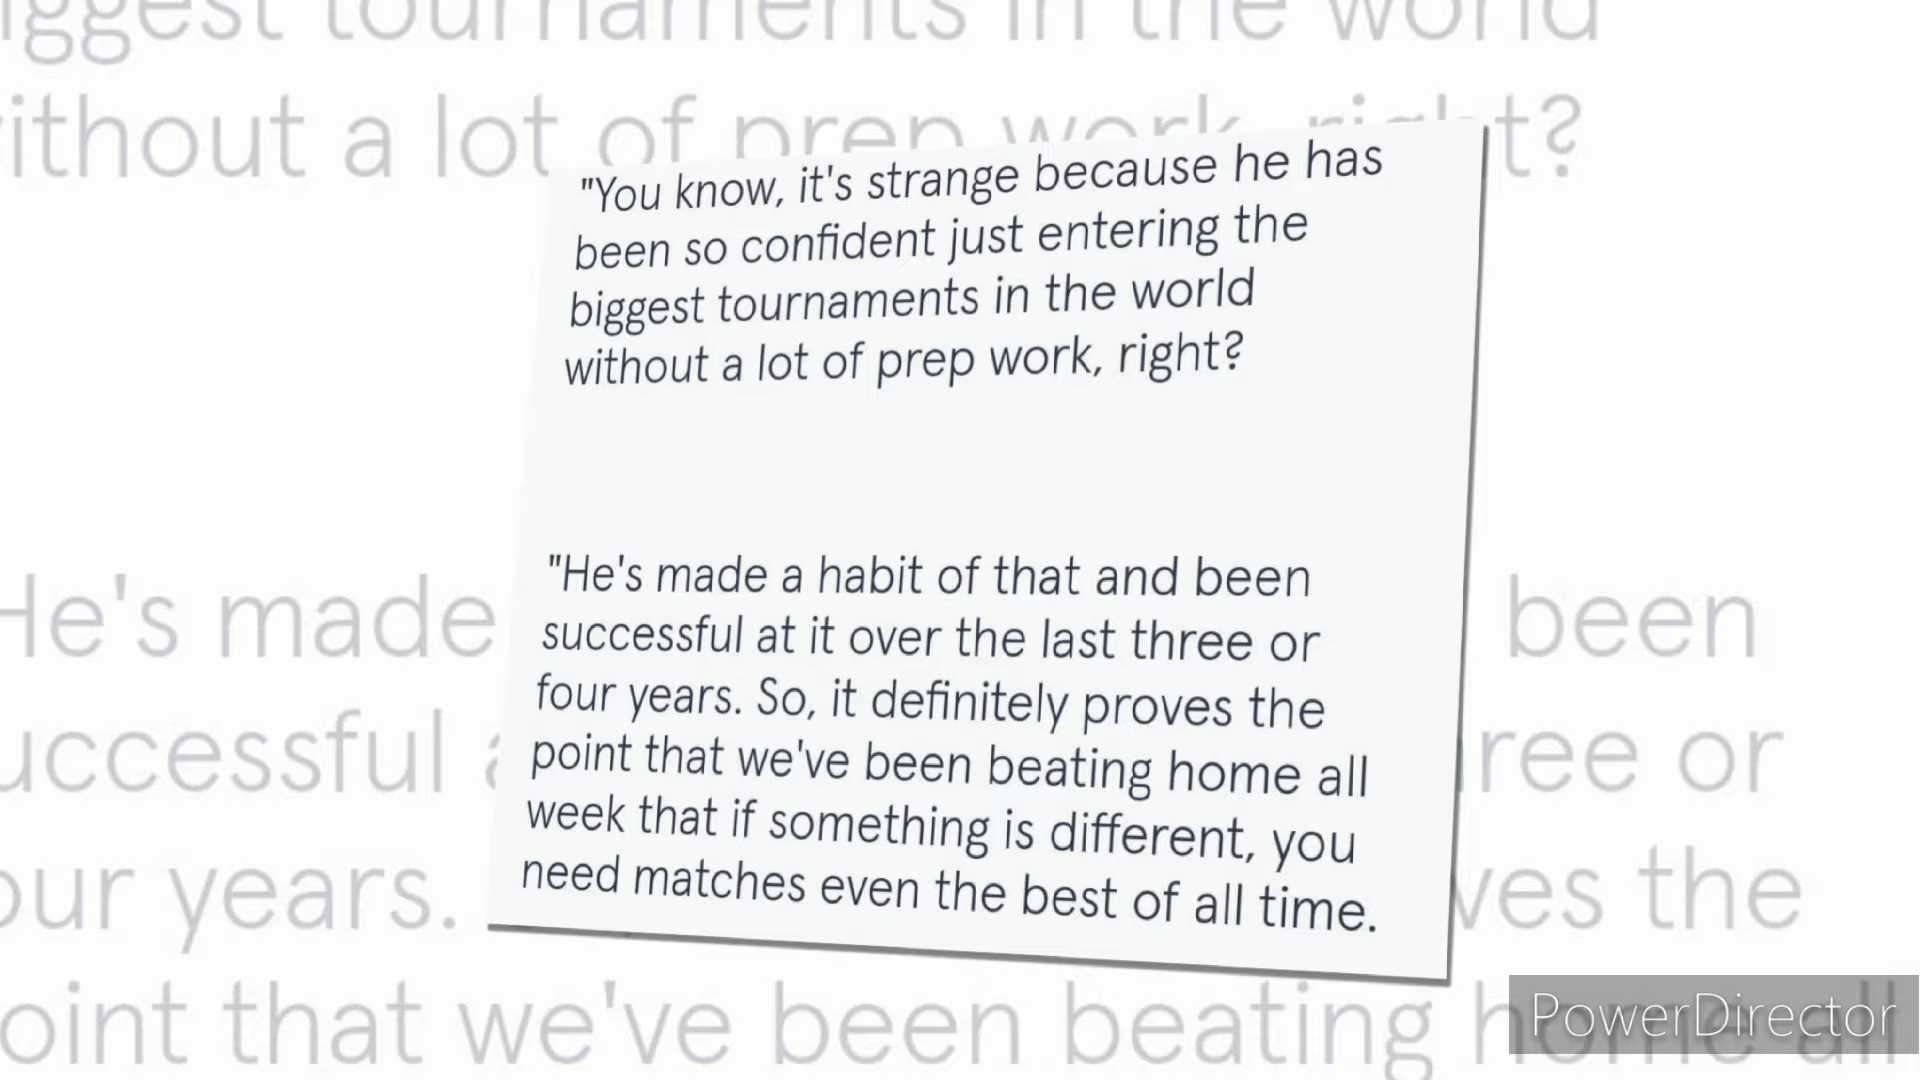 iggest tournaments in the world
ithout a lot of prep work, right?
"You know, it's strange because he has
been so confident just entering the
biggest tournaments in the world
without a lot of prep work, right?
"He's made a habit of that and been
successful at it over the last three or
four years. So, it definitely proves the
point that we've been beating home all
week that if something is different, you
need matches even the best of all time.
He's made been
uccessful ree or
our years. ves the
oint that we've been beating home all
PowerDirector